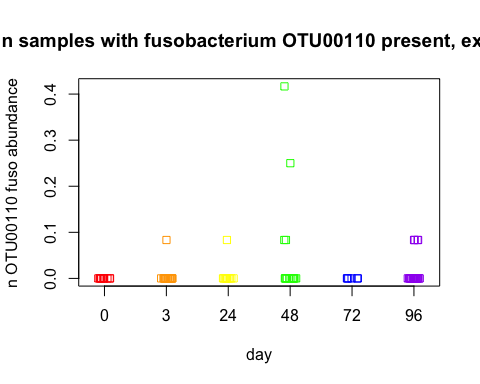 n samples with fusobacterium OTU00110 present, ex
n OTU00110 fuso abundance
0.4
0.3
0.2
0.1
0.0
0 3 24 48 72 96
day